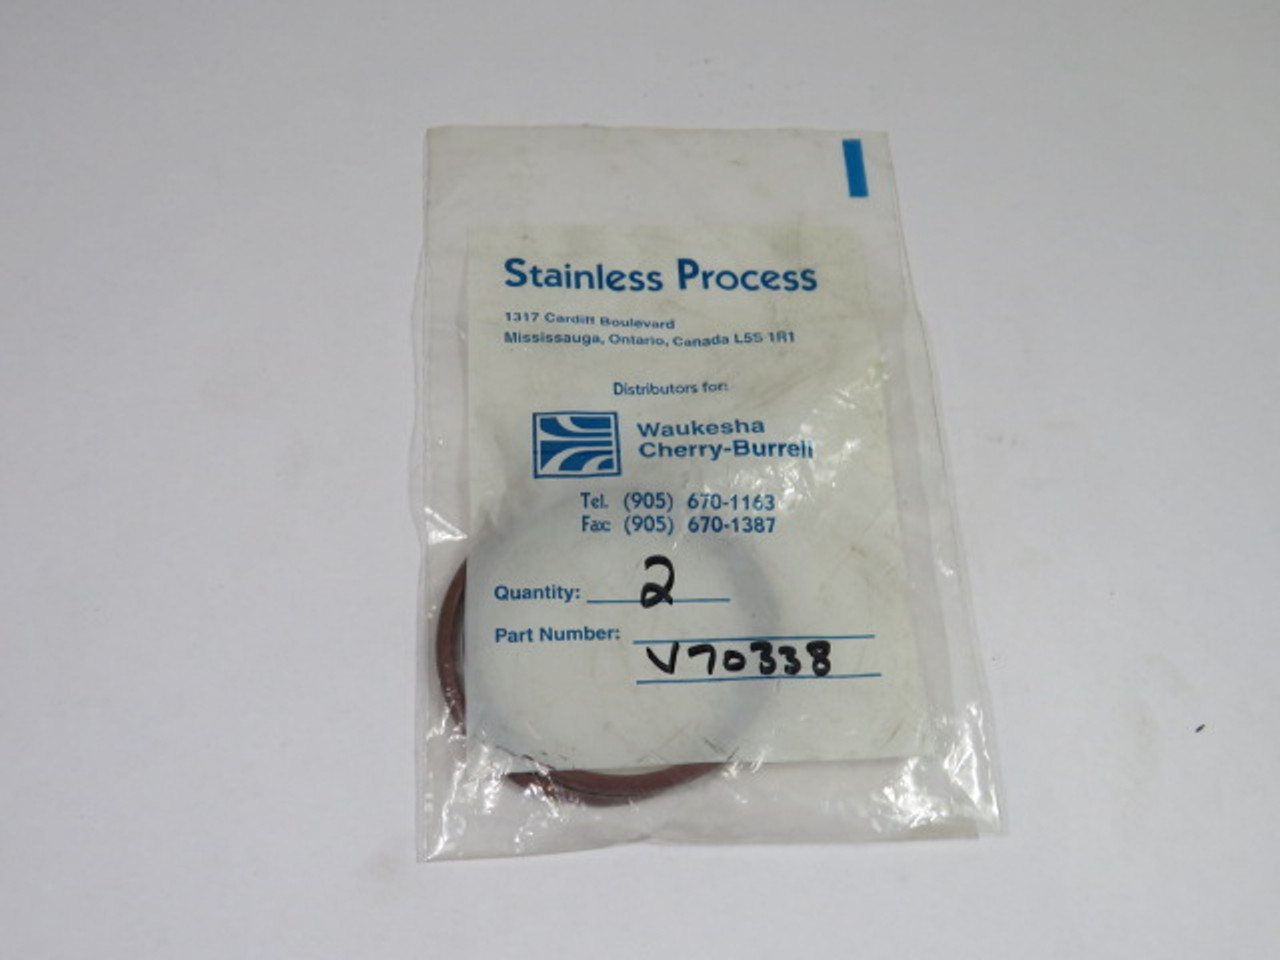 Stainless Process
1317 Cardiff Boulevard
Mississauga, Ontario, Canada L5S 1R1
Distributors for:
Waukesha
Cherry-Burrell
Tel. (905) 670-1163
Fax: (905) 670-1387
Quantity: 2
Part Number:
V70338